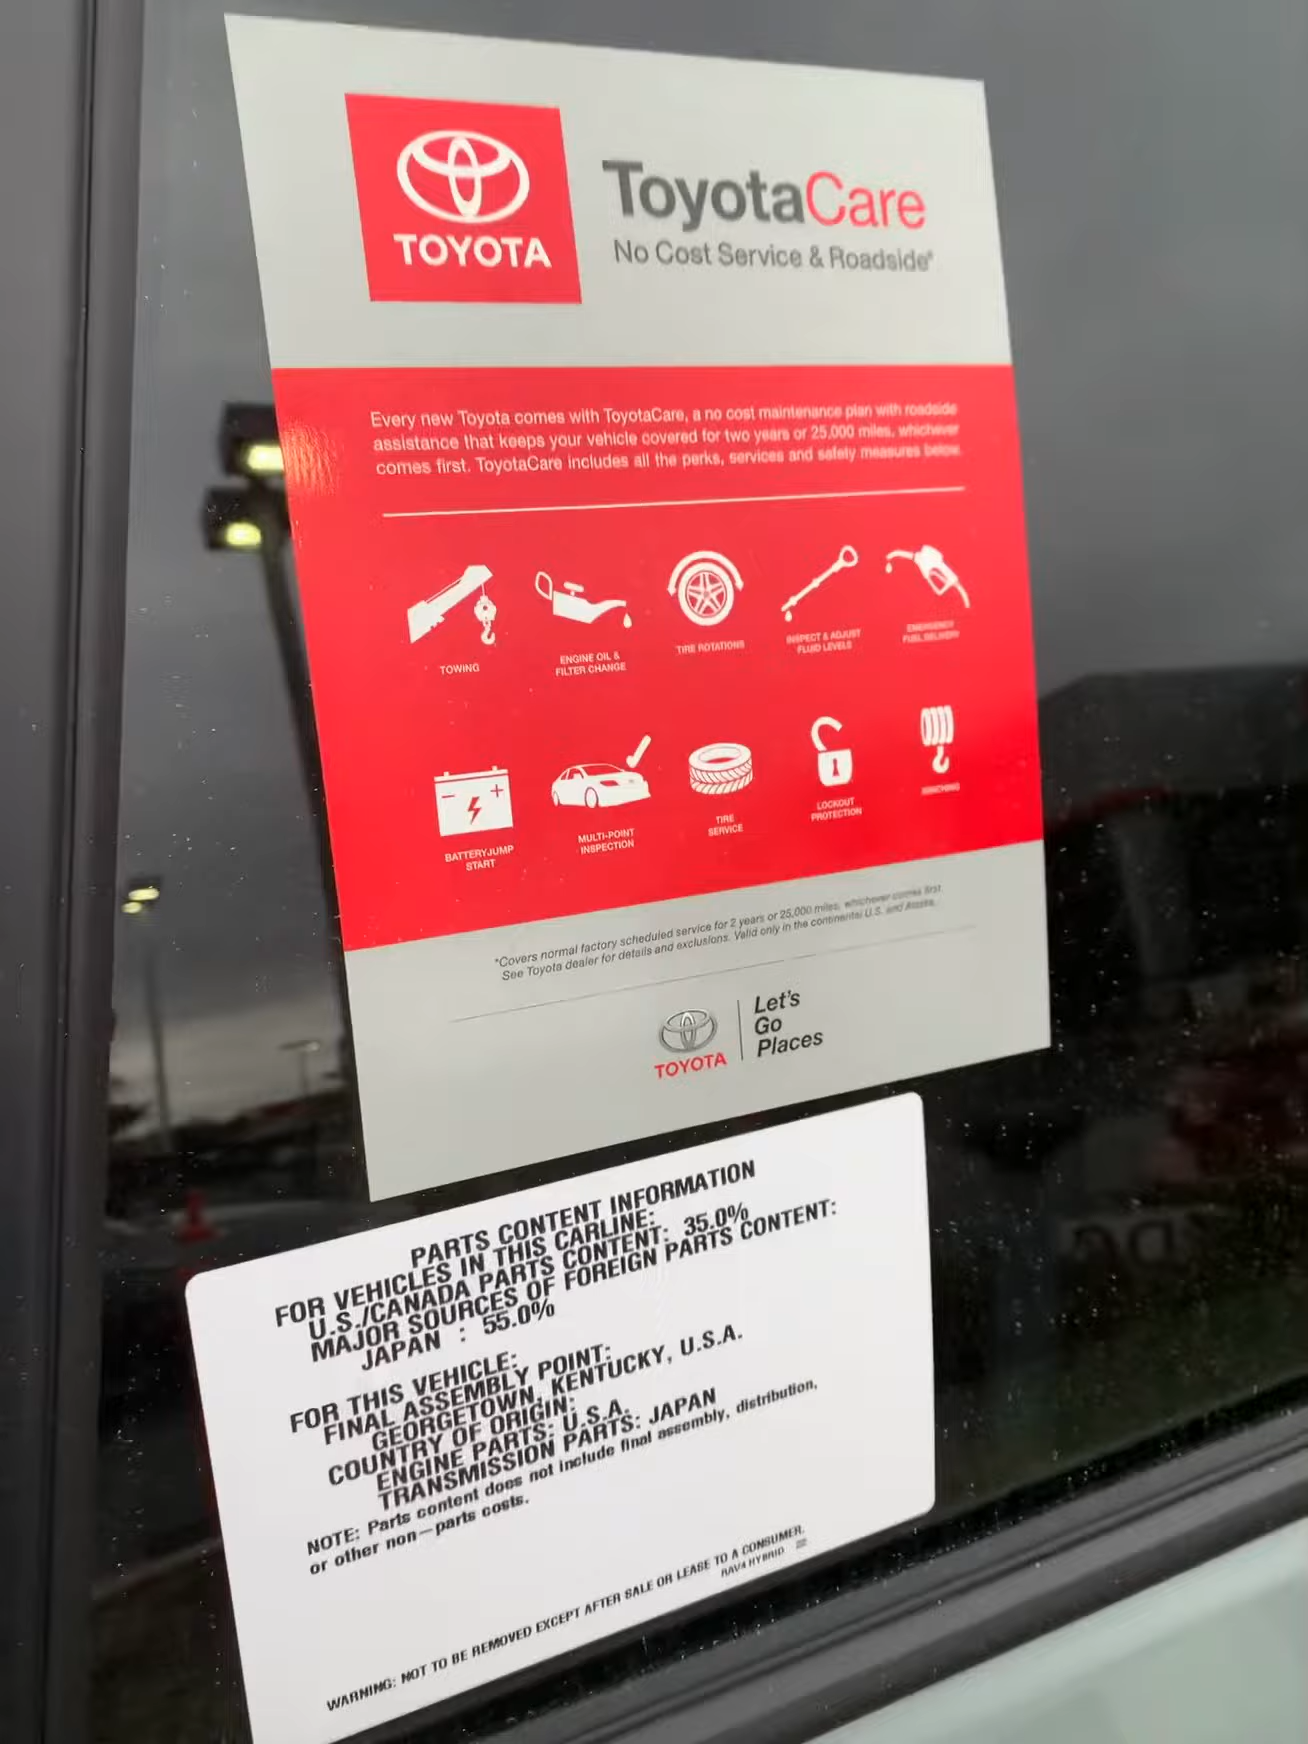 TOYOTA
ToyotaCare
No Cost Service & Roadside*
Every new Toyota comes with ToyotaCare, a no cost maintenance plan with roadside
assistance that keeps your vehicle covered for two years or 25,000 miles, whichever
comes first. ToyotaCare includes all the perks, services and safety measures below.
TOWING
ENGINE OIL &
FILTER CHANGE
TIRE ROTATIONS
INSPECT & ADJUST
FLUID LEVELS
EMERGENCY
FUEL DELIVERY
BATTERY/JUMP
START
MULTI-POINT
INSPECTION
TIRE
SERVICE
LOCKOUT
PROTECTION
WINCHING
*Covers normal factory scheduled service for 2 years or 25,000 miles, whichever comes first.
See Toyota dealer for details and exclusions. Valid only in the continental U.S. and Alaska.
TOYOTA
Let's
Go
Places
PARTS CONTENT INFORMATION
FOR VEHICLES IN THIS CARLINE:
U.S./CANADA PARTS CONTENT: 35.0%
MAJOR SOURCES OF FOREIGN PARTS CONTENT:
JAPAN : 55.0%
FOR THIS VEHICLE:
FINAL ASSEMBLY POINT:
GEORGETOWN, KENTUCKY, U.S.A.
COUNTRY OF ORIGIN:
ENGINE PARTS: U.S.A.
TRANSMISSION PARTS: JAPAN
NOTE: Parts content does not include final assembly, distribution,
or other non-parts costs.
WARNING: NOT TO BE REMOVED EXCEPT AFTER SALE OR LEASE TO A CONSUMER.
RAV4 HYBRID